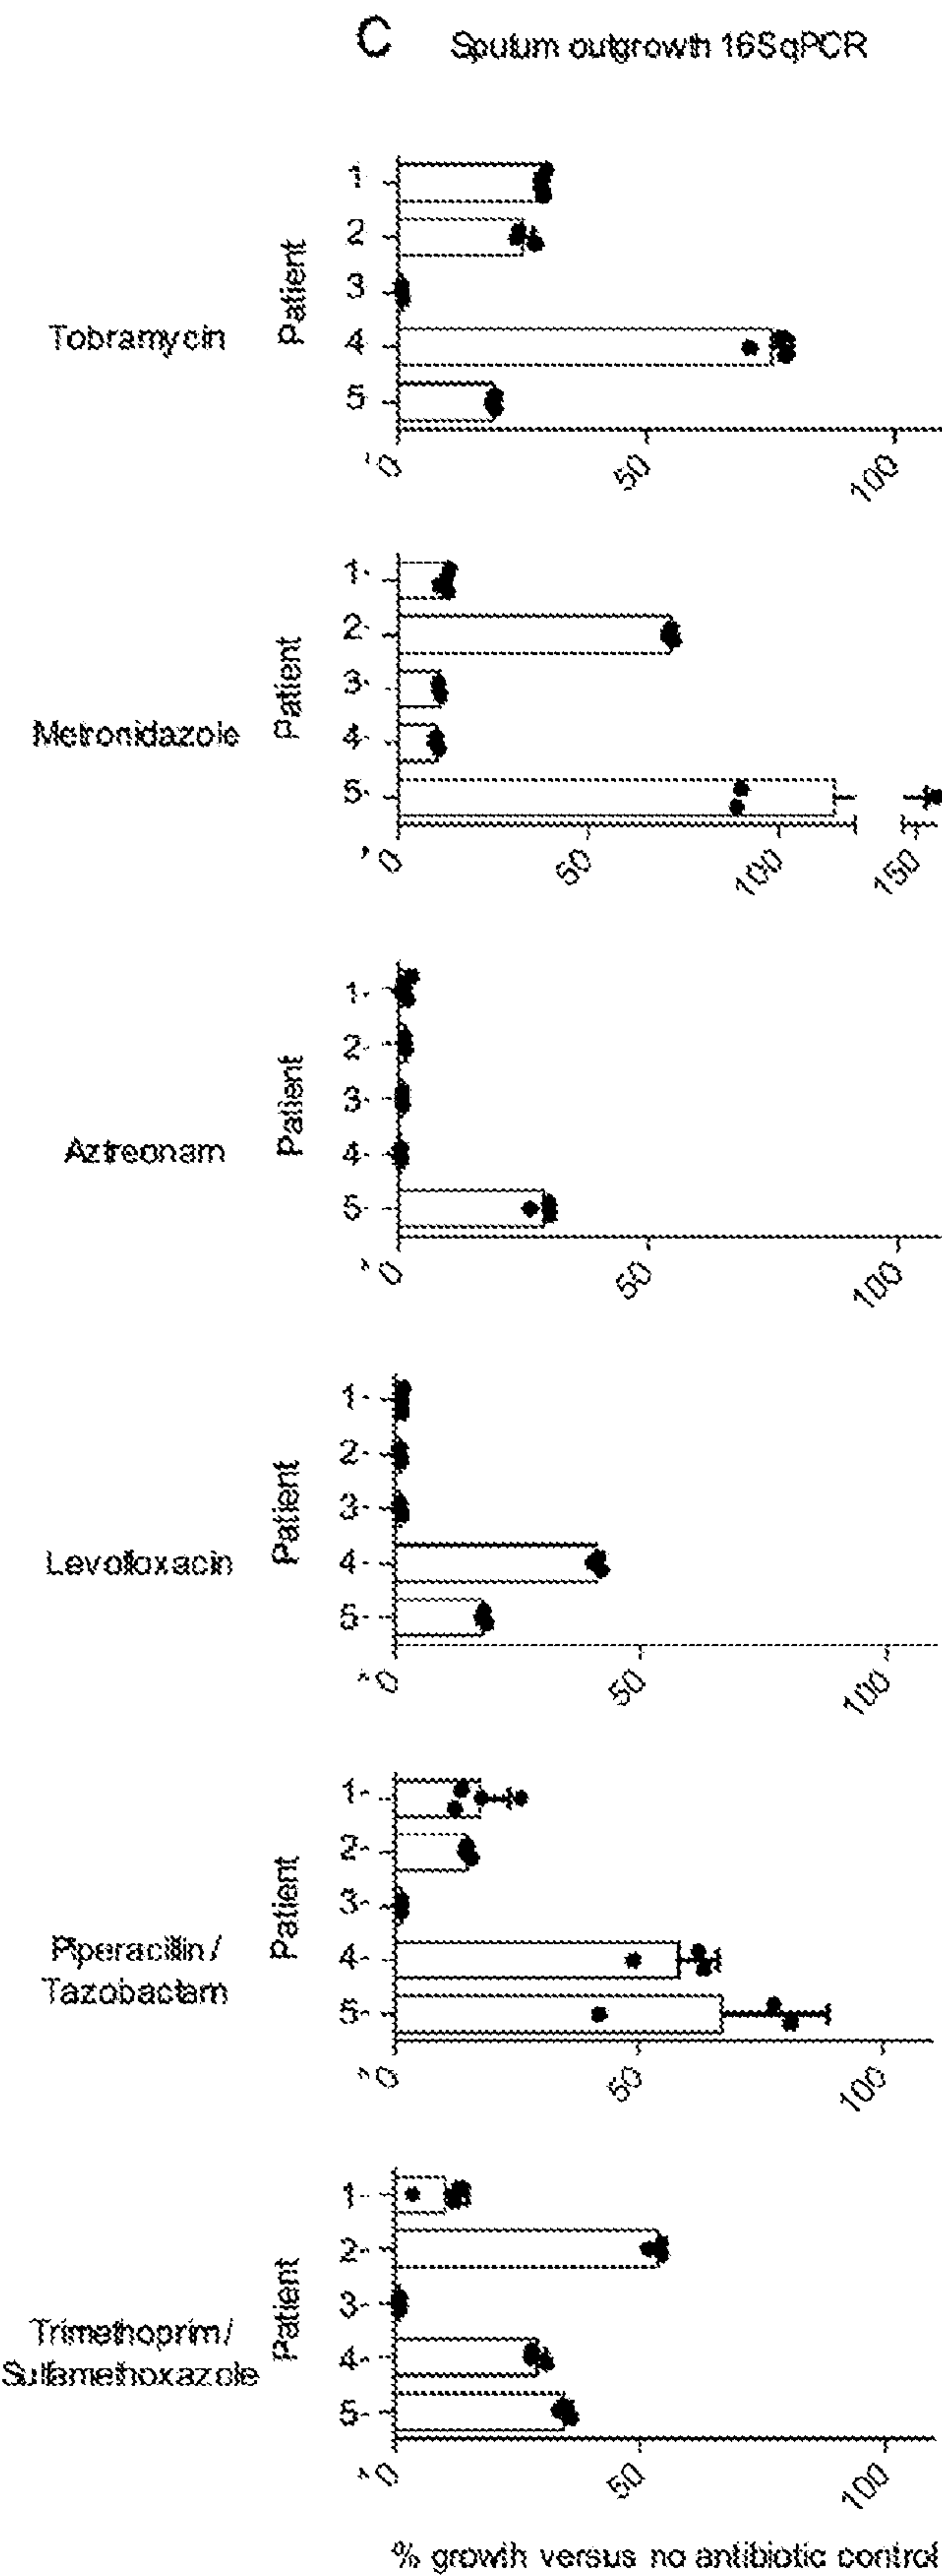 C Sputum outgrowth 16S qPCR
Tobramycin
Patient
1
2
3
4
5
0 50 100
Metronidazole
Patient
1
2
3
4
5
0 50 100 150
Aztreonam
Patient
1
2
3
4
5
0 50 100
Levofloxacin
Patient
1
2
3
4
5
0 50 100
Piperacillin/
Tazobactam
Patient
1
2
3
4
5
0 50 100
Trimethoprim/
Sulfamethoxazole
Patient
1
2
3
4
5
0 50 100
% growth versus no antibiotic control